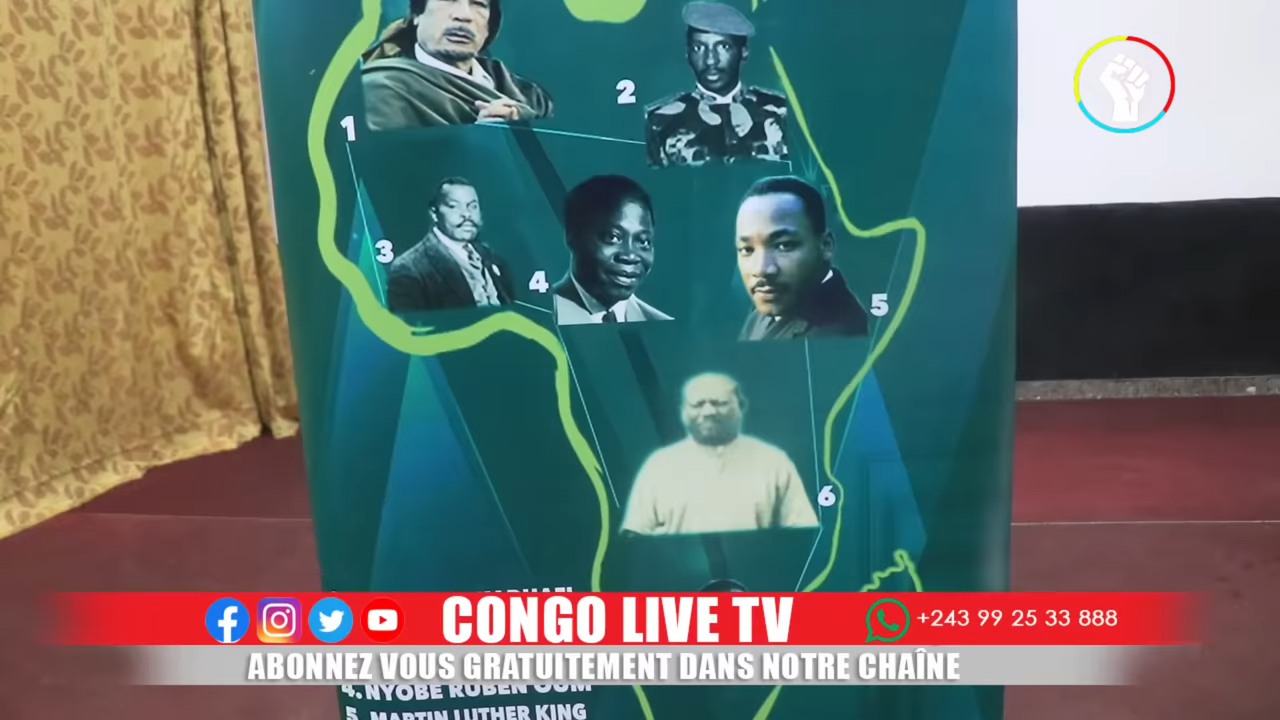 1
2
3
4
5
6
CONGO LIVE TV
+243 99 25 33 888
ABONNEZ VOUS GRATUITEMENT DANS NOTRE CHAÎNE
4. NYOBE RUBEN OUM
5. MARTIN LUTHER KING